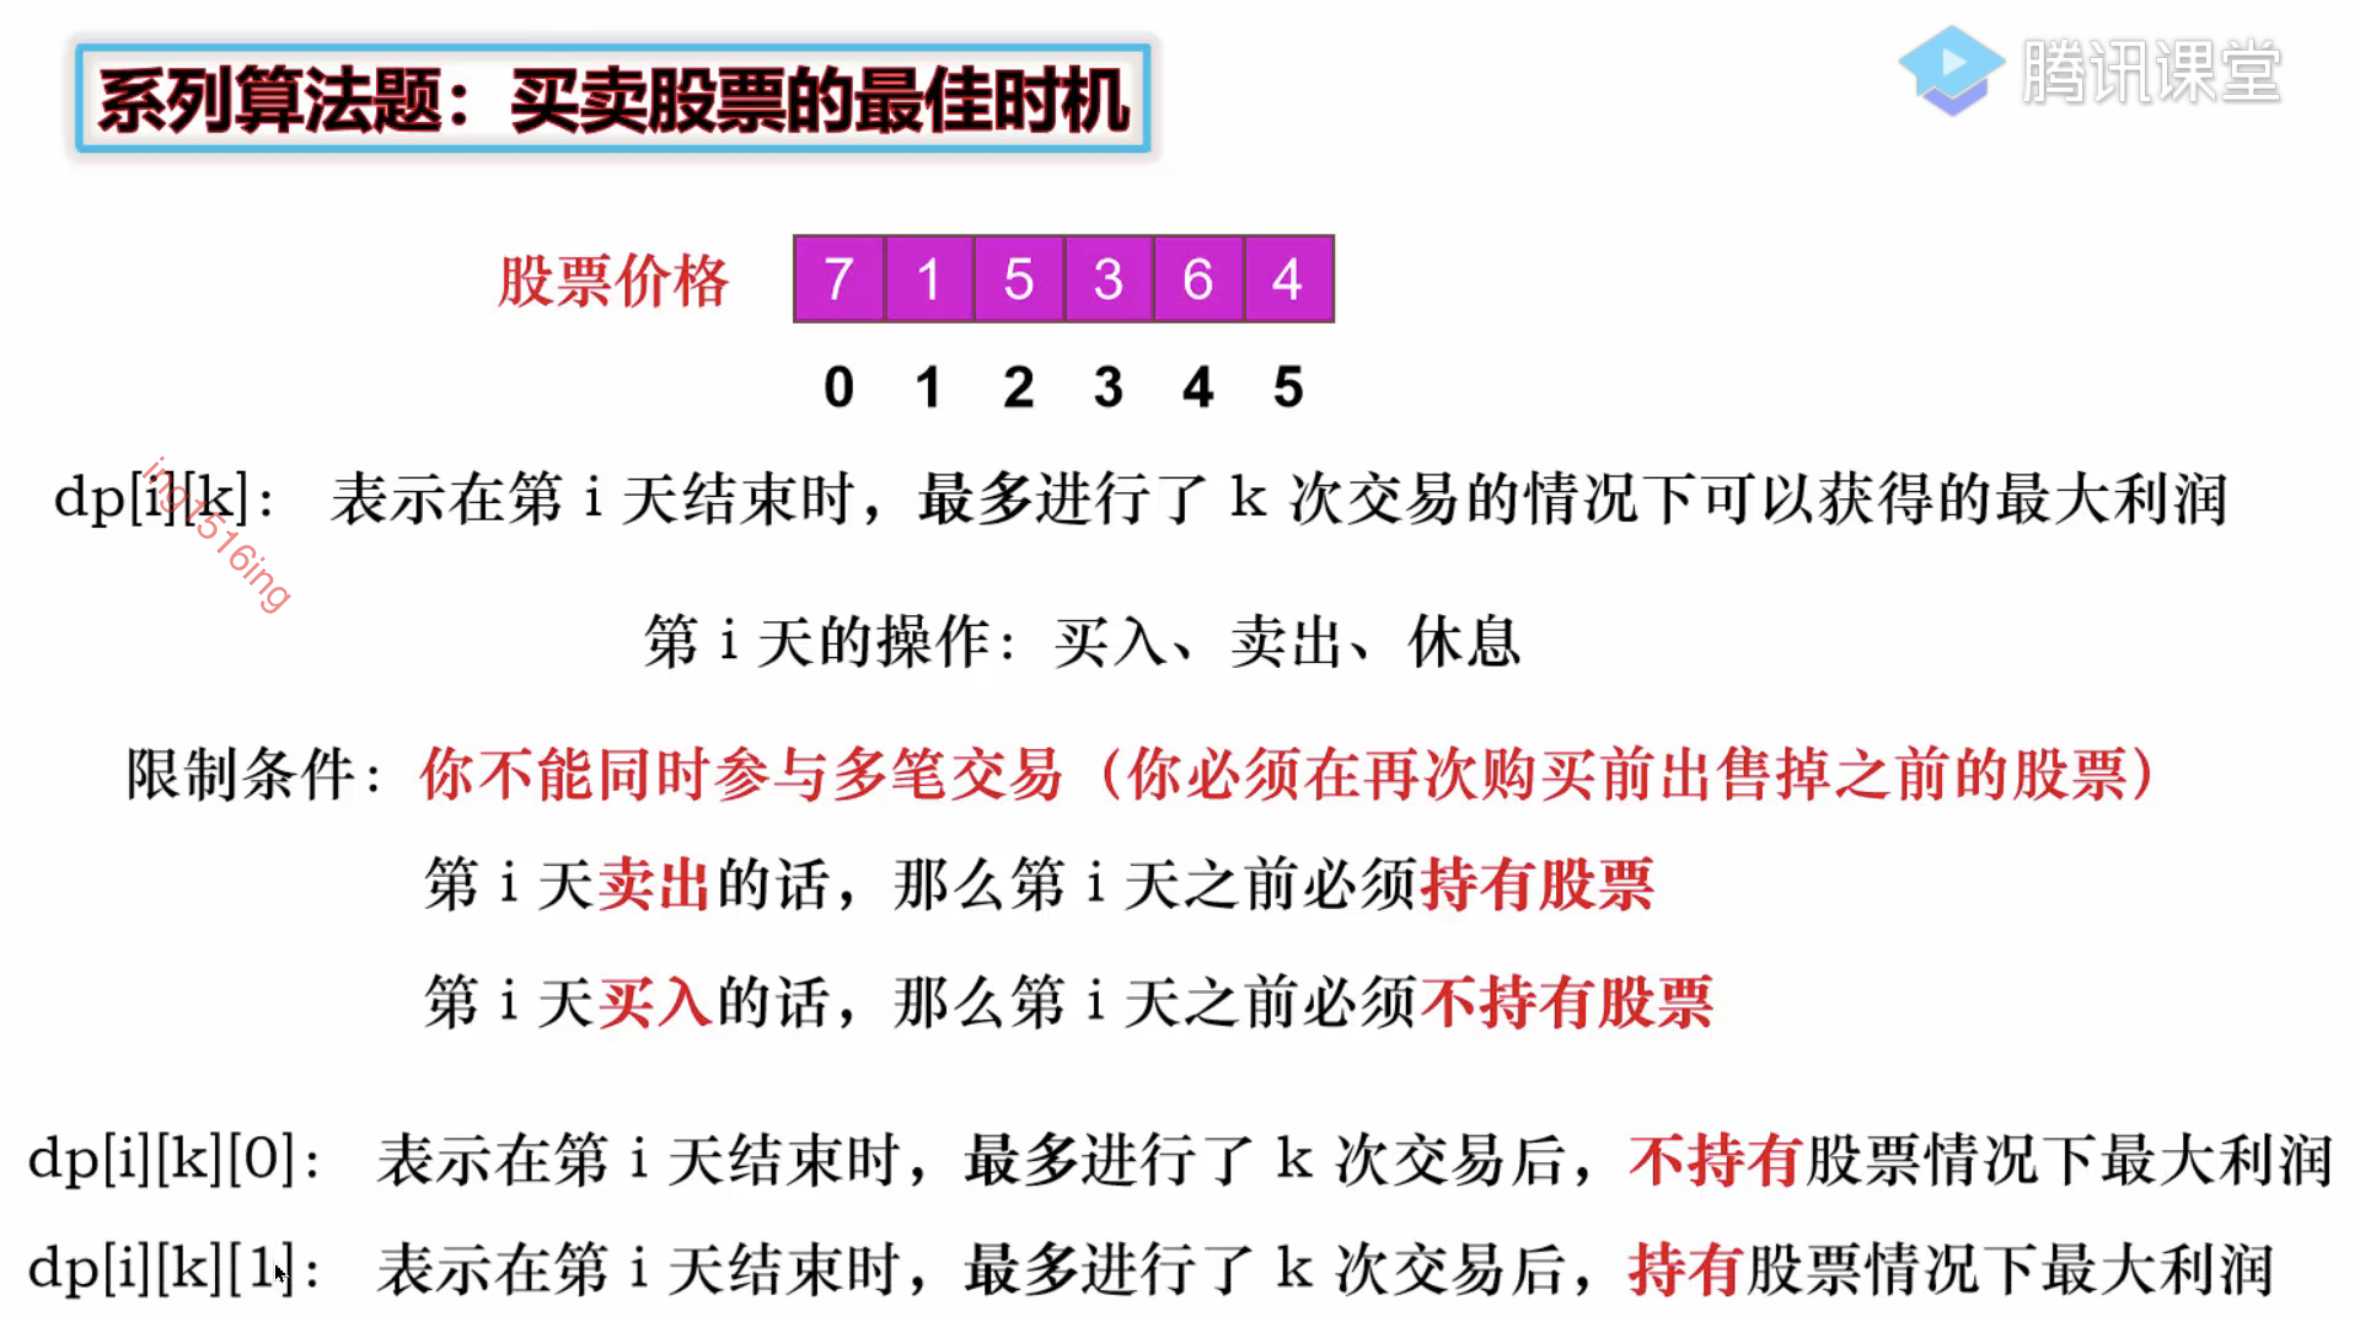 系列算法题：买卖股票的最佳时机
腾讯课堂
股票价格 7 1 5 3 6 4
0 1 2 3 4 5
dp[i][k]： 表示在第 i 天结束时，最多进行了 k 次交易的情况下可以获得的最大利润
ing1516ing
第 i 天的操作：买入、卖出、休息
限制条件：你不能同时参与多笔交易（你必须在再次购买前出售掉之前的股票）
第 i 天卖出的话，那么第 i 天之前必须持有股票
第 i 天买入的话，那么第 i 天之前必须不持有股票
dp[i][k][0]： 表示在第 i 天结束时，最多进行了 k 次交易后，不持有股票情况下最大利润
dp[i][k][1]： 表示在第 i 天结束时，最多进行了 k 次交易后，持有股票情况下最大利润